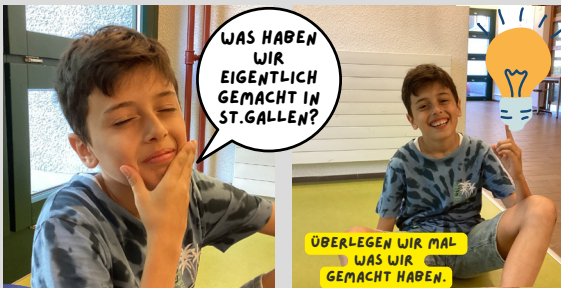 WAS HABEN
WIR
EIGENTLICH
GEMACHT IN
ST.GALLEN?
ÜBERLEGEN WIR MAL
WAS WIR
GEMACHT HABEN.